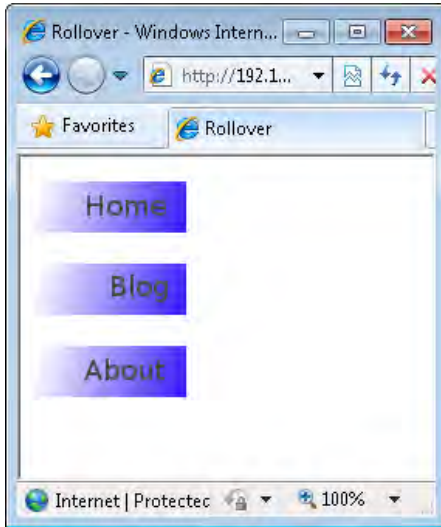 Rollover - Windows Intern...
http://192.1...
Favorites
Rollover
Home
Blog
About
Internet | Protectec
100%